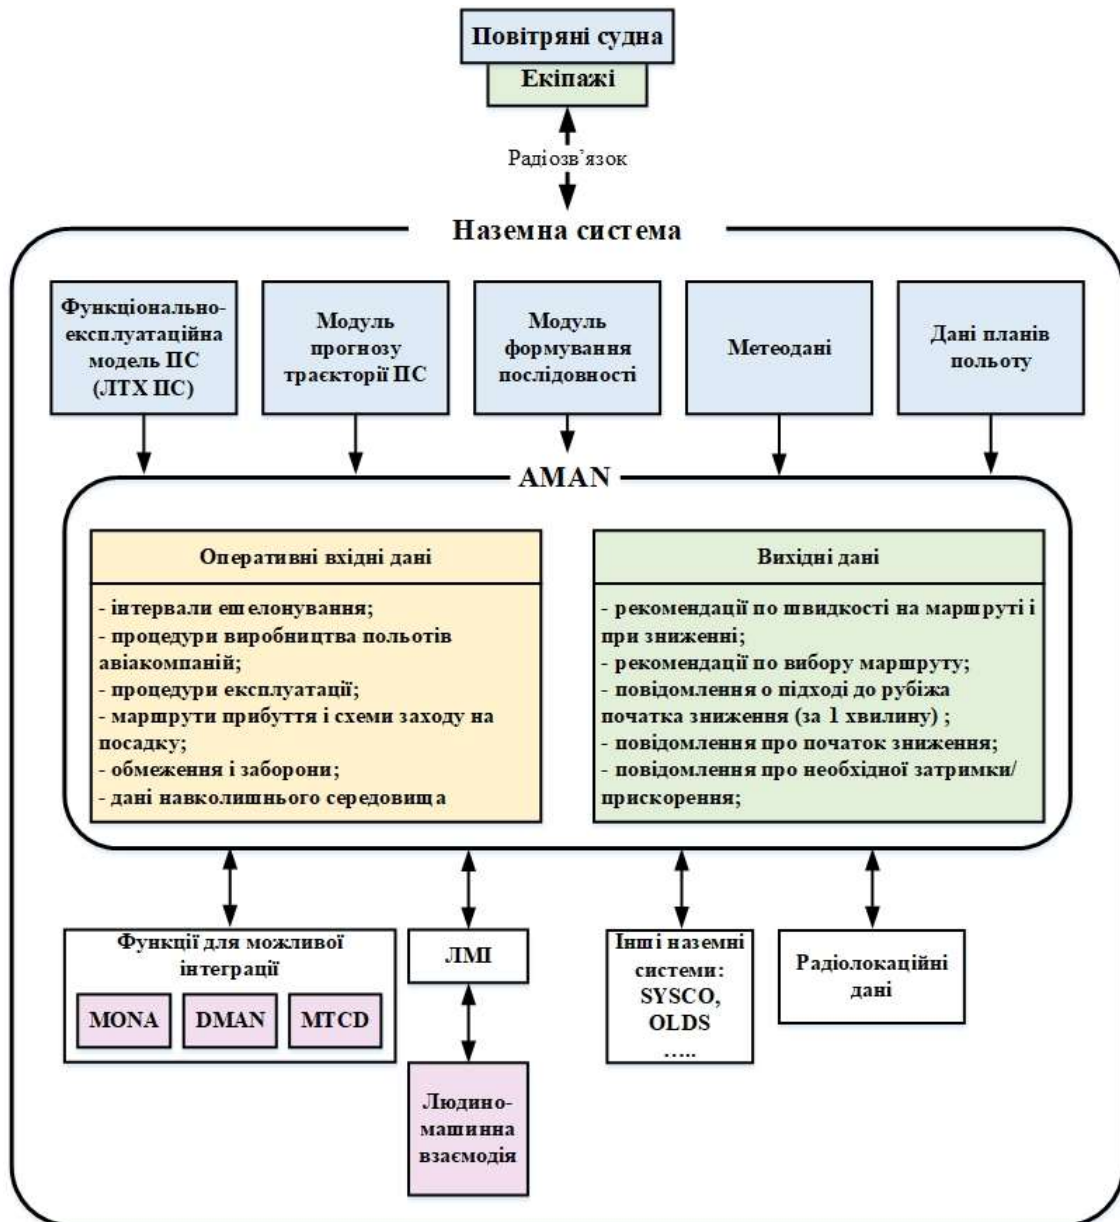 Повітряні судна
Екіпажі
Радіозв’язок
Наземна система
Функціонально-
експлуатаційна
модель ПС
(ЛТХ ПС)
Модуль
прогнозу
траєкторії ПС
Модуль
формування
послідовності
Метеодані
Дані планів
польоту
AMAN
Оперативні вхідні дані
- інтервали ешелонування;
- процедури виробництва польотів
авіакомпаній;
- процедури експлуатації;
- маршрути прибуття і схеми заходу на
посадку;
- обмеження і заборони;
- дані навколишнього середовища
Вихідні дані
- рекомендації по швидкості на маршруті і
при зниженні;
- рекомендації по вибору маршруту;
- повідомлення о підході до рубіжа
початка зниження (за 1 хвилину) ;
- повідомлення про початок зниження;
- повідомлення про необхідної затримки/
прискорення;
Функції для можливої
інтеграції
MONA
DMAN
MTCD
ЛМІ
Людино-
машинна
взаємодія
Інші наземні
системи:
SYSCO,
OLDS
…..
Радіолокаційні
дані